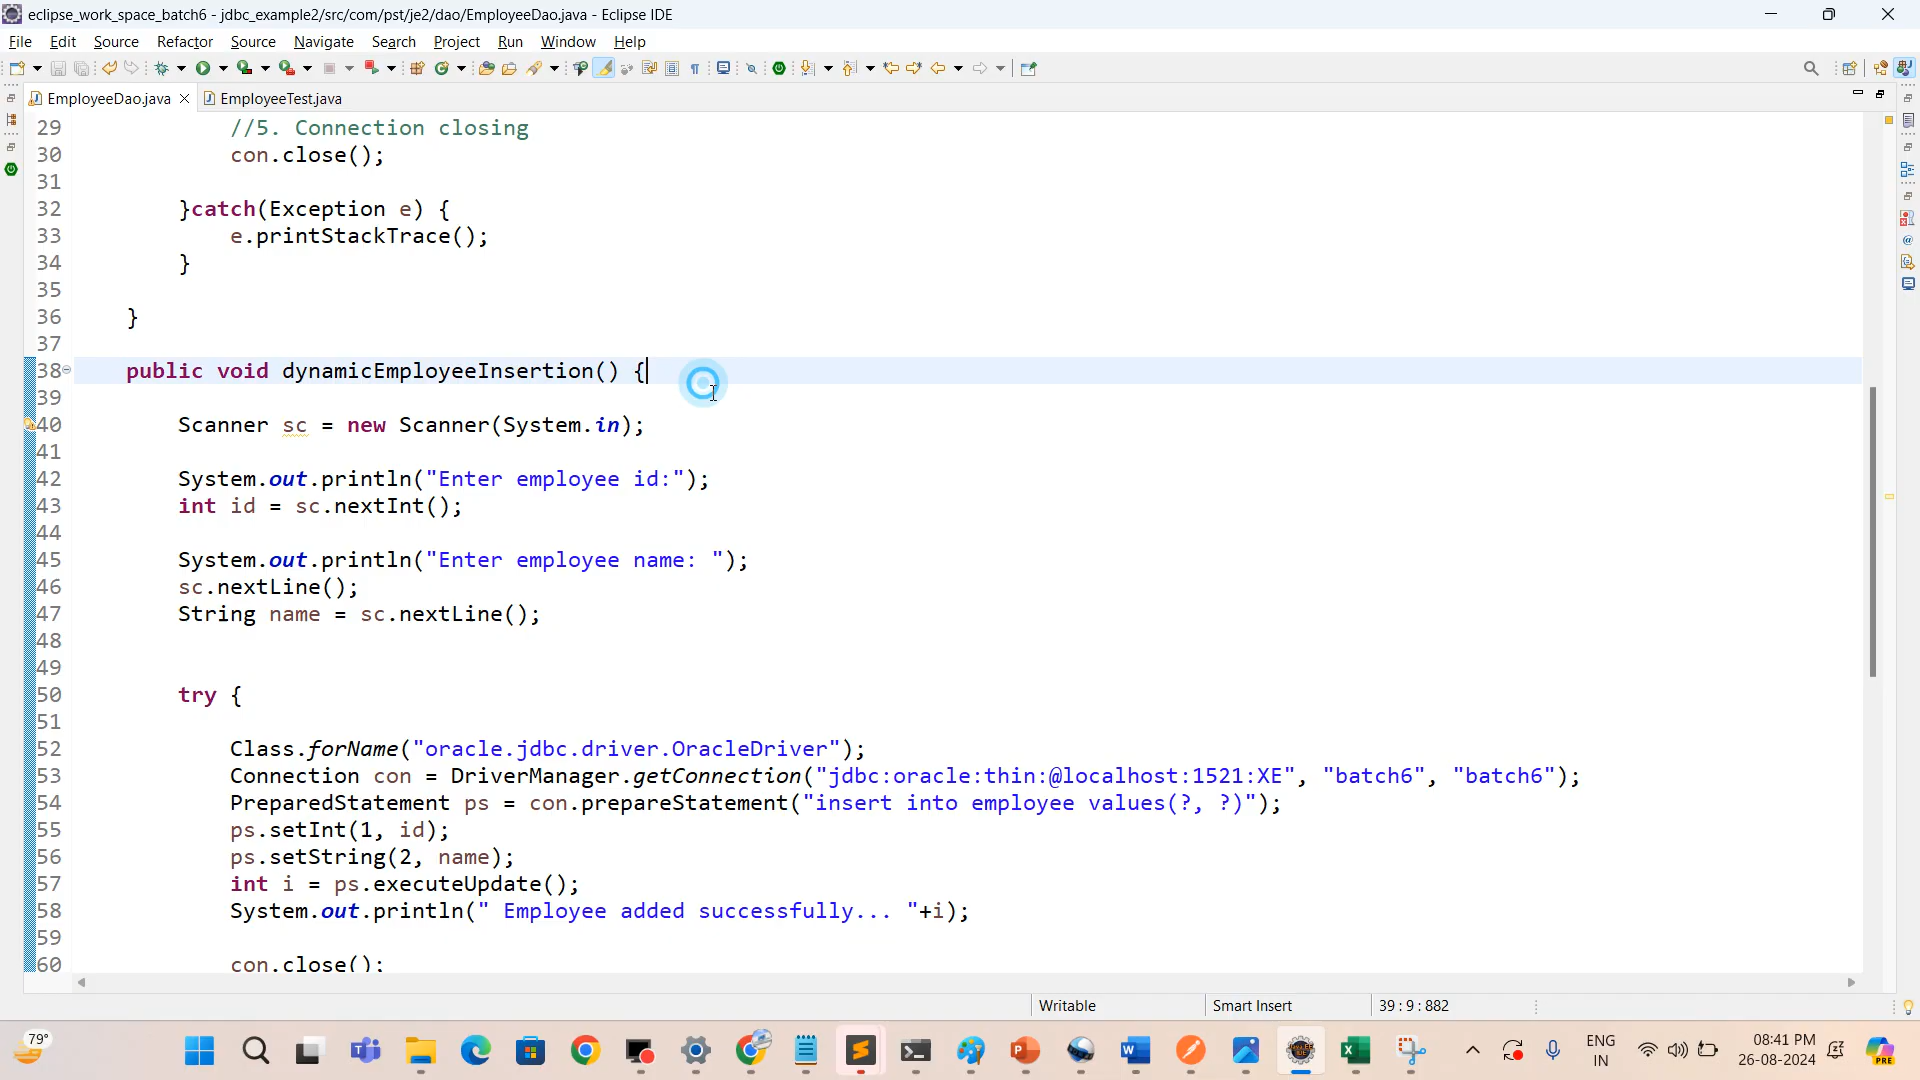 eclipse_work_space_batch6 - jdbc_example2/src/com/pst/je2/dao/EmployeeDao.java - Eclipse IDE
File Edit Source Refactor Source Navigate Search Project Run Window Help
EmployeeDao.java EmployeeTest.java
29 //5. Connection closing
30 con.close();
31
32 }catch(Exception e) {
33 e.printStackTrace();
34 }
35
36 }
37
38 public void dynamicEmployeeInsertion() {
39
40 Scanner sc = new Scanner(System.in);
41
42 System.out.println("Enter employee id:");
43 int id = sc.nextInt();
44
45 System.out.println("Enter employee name: ");
46 sc.nextLine();
47 String name = sc.nextLine();
48
49
50 try {
51
52 Class.forName("oracle.jdbc.driver.OracleDriver");
53 Connection con = DriverManager.getConnection("jdbc:oracle:thin:@localhost:1521:XE", "batch6", "batch6");
54 PreparedStatement ps = con.prepareStatement("insert into employee values(?, ?)");
55 ps.setInt(1, id);
56 ps.setString(2, name);
57 int i = ps.executeUpdate();
58 System.out.println(" Employee added successfully... "+i);
59
60 con.close();
Writable Smart Insert 39 : 9 : 882
79°
ENG
IN
08:41 PM
26-08-2024
PRE